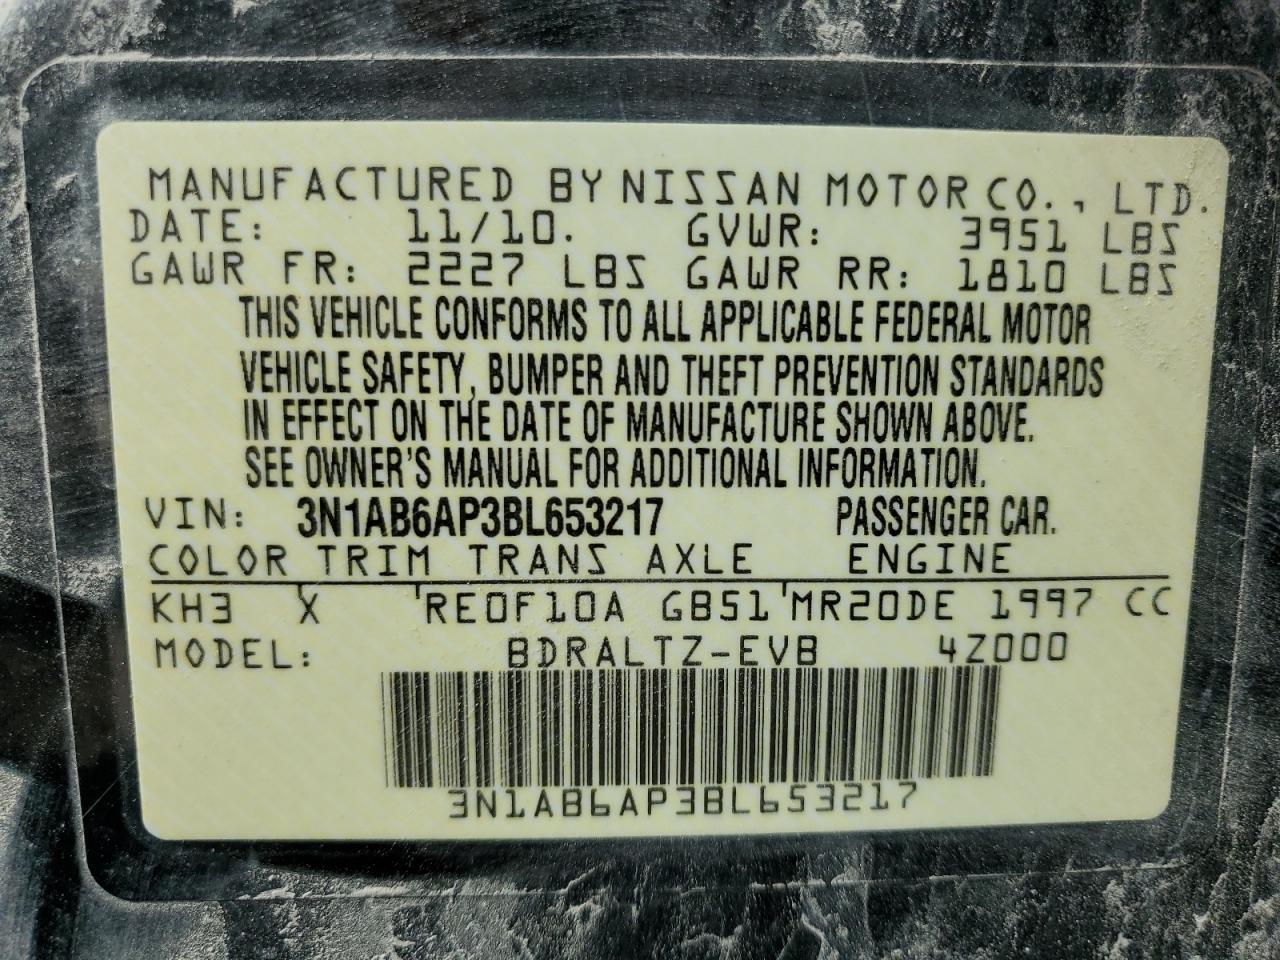 MANUFACTURED BY NISSAN MOTOR CO., LTD.
DATE: 11/10. GVWR: 3951 LBS
GAWR FR: 2227 LBS GAWR RR: 1810 LBS
THIS VEHICLE CONFORMS TO ALL APPLICABLE FEDERAL MOTOR
VEHICLE SAFETY, BUMPER AND THEFT PREVENTION STANDARDS
IN EFFECT ON THE DATE OF MANUFACTURE SHOWN ABOVE.
SEE OWNER'S MANUAL FOR ADDITIONAL INFORMATION.
VIN: 3N1AB6AP3BL653217 PASSENGER CAR.
COLOR TRIM TRANS AXLE ENGINE
KH3 X RE0F10A GB51 MR20DE 1997 CC
MODEL: BDRALTZ-EVB 4Z000
3N1AB6AP3BL653217